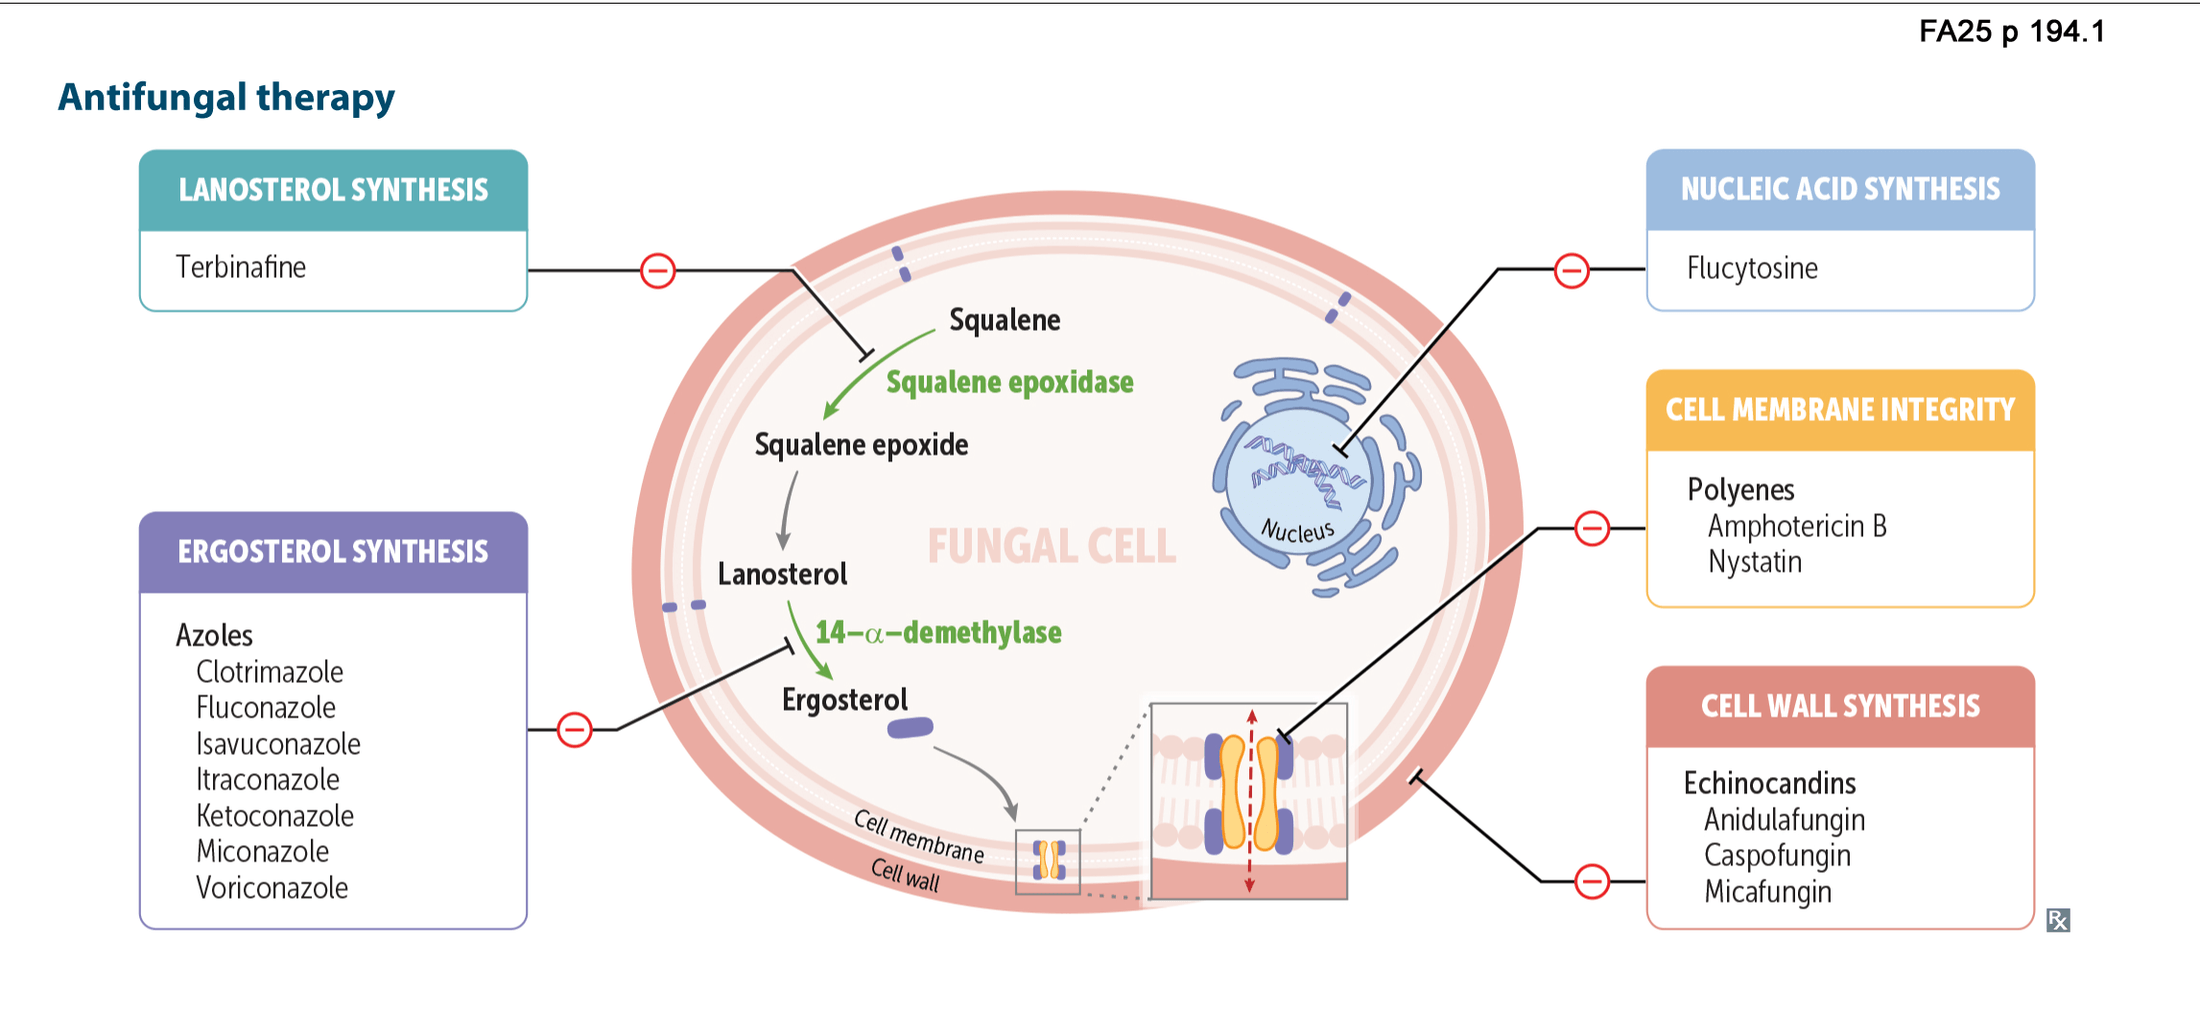 FA25 p 194.1
Antifungal therapy
LANOSTEROL SYNTHESIS
Terbinafine
ERGOSTEROL SYNTHESIS
Azoles
Clotrimazole
Fluconazole
Isavuconazole
Itraconazole
Ketoconazole
Miconazole
Voriconazole
Squalene
Squalene epoxidase
Squalene epoxide
Lanosterol
14-α-demethylase
Ergosterol
FUNGAL CELL
Nucleus
Cell membrane
Cell wall
NUCLEIC ACID SYNTHESIS
Flucytosine
CELL MEMBRANE INTEGRITY
Polyenes
Amphotericin B
Nystatin
CELL WALL SYNTHESIS
Echinocandins
Anidulafungin
Caspofungin
Micafungin
Rx